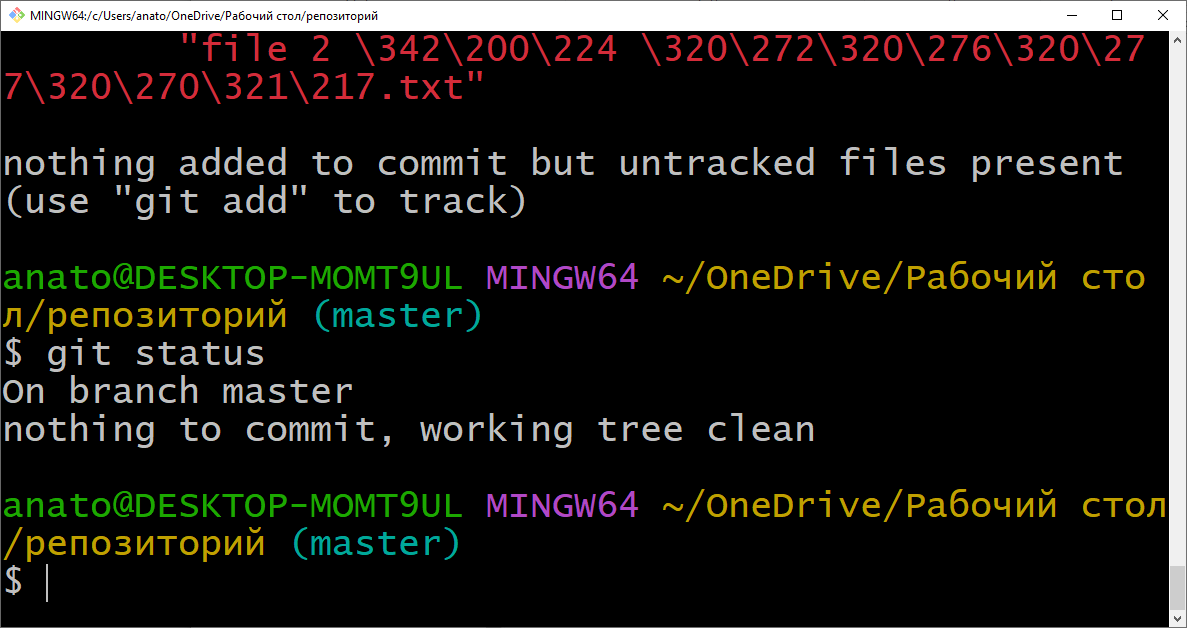 MINGW64:/c/Users/anato/OneDrive/Рабочий стол/репозиторий
"file 2 \342\200\224 \320\272\320\276\320\27
7\320\270\321\217.txt"
nothing added to commit but untracked files present
(use "git add" to track)
anato@DESKTOP-MOMT9UL MINGW64 ~/OneDrive/Рабочий сто
л/репозиторий (master)
$ git status
On branch master
nothing to commit, working tree clean
anato@DESKTOP-MOMT9UL MINGW64 ~/OneDrive/Рабочий стол
/репозиторий (master)
$